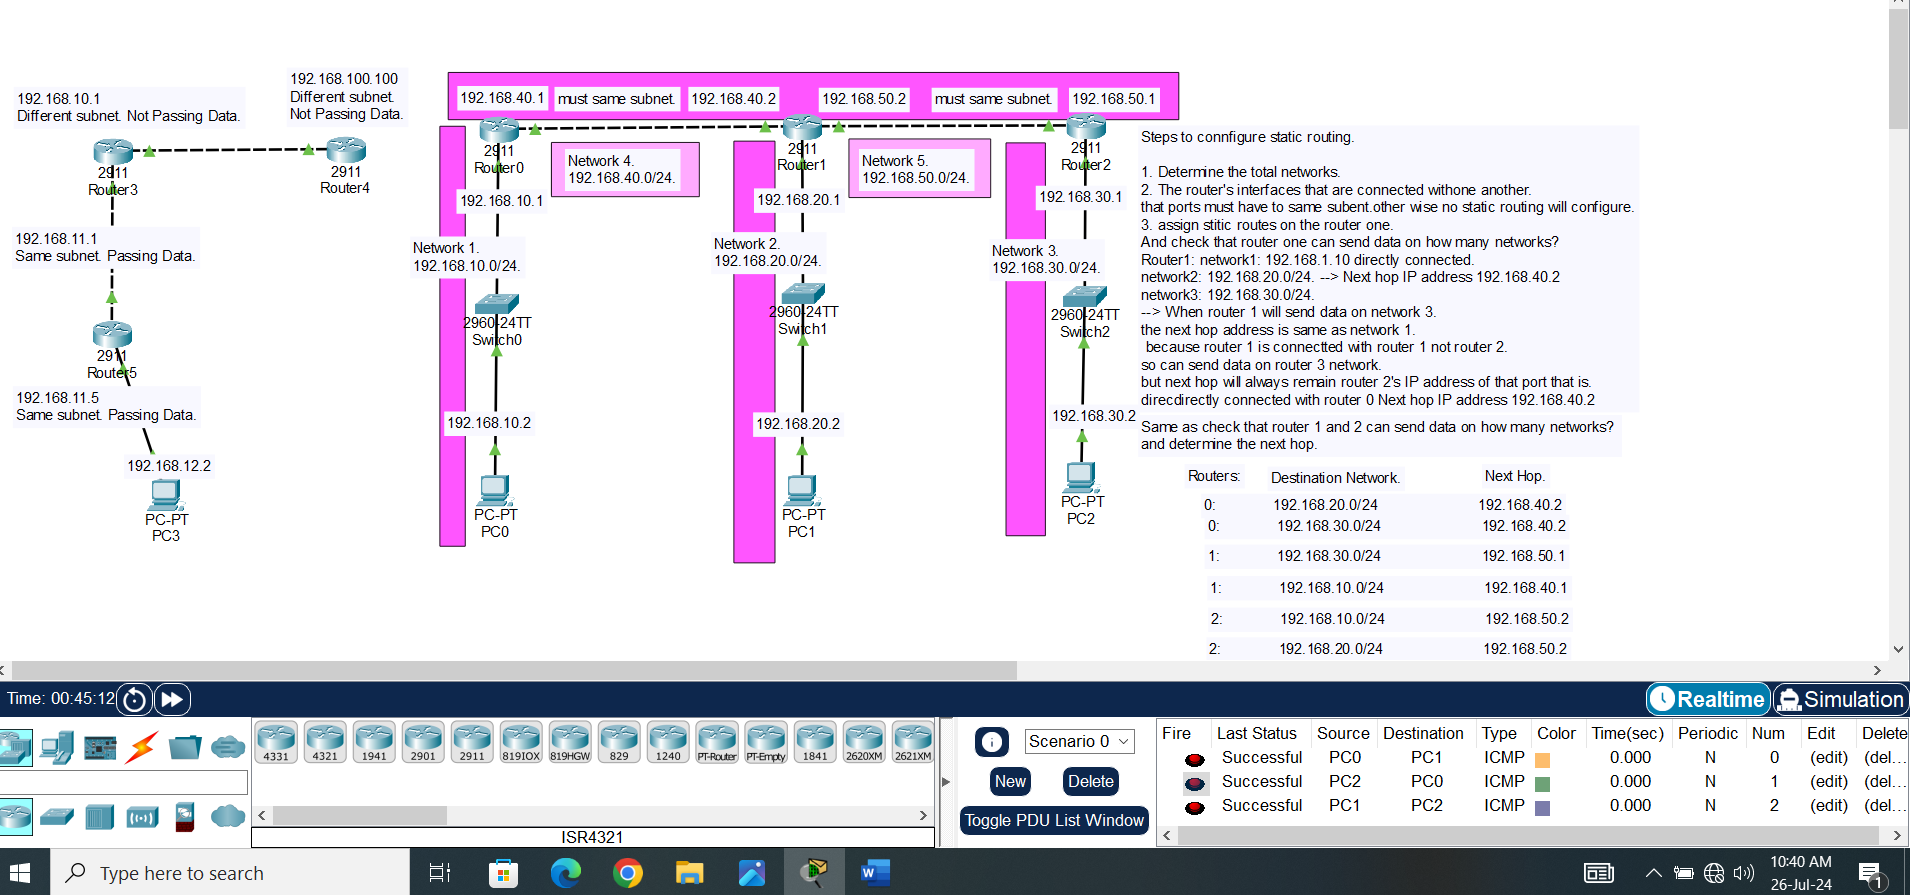 192.168.10.1
Different subnet. Not Passing Data.
192.168.100.100
Different subnet.
Not Passing Data.
2911
Router3
2911
Router4
192.168.11.1
Same subnet. Passing Data.
2911
Router5
192.168.11.5
Same subnet. Passing Data.
192.168.12.2
PC-PT
PC3
192.168.40.1
must same subnet.
192.168.40.2
192.168.50.2
must same subnet.
192.168.50.1
2911
Router0
Network 4.
192.168.40.0/24.
2911
Router1
Network 5.
192.168.50.0/24.
2911
Router2
192.168.10.1
192.168.20.1
192.168.30.1
Network 1.
192.168.10.0/24.
Network 2.
192.168.20.0/24.
Network 3.
192.168.30.0/24.
2960-24TT
Switch0
2960-24TT
Switch1
2960-24TT
Switch2
192.168.10.2
192.168.20.2
192.168.30.2
PC-PT
PC0
PC-PT
PC1
PC-PT
PC2
Steps to connfigure static routing.
1. Determine the total networks.
2. The router's interfaces that are connected withone another.
that ports must have to same subent.other wise no static routing will configure.
3. assign stitic routes on the router one.
And check that router one can send data on how many networks?
Router1: network1: 192.168.1.10 directly connected.
network2: 192.168.20.0/24. --> Next hop IP address 192.168.40.2
network3: 192.168.30.0/24.
--> When router 1 will send data on network 3.
the next hop address is same as network 1.
because router 1 is connectted with router 1 not router 2.
so can send data on router 3 network.
but next hop will always remain router 2's IP address of that port that is.
direcdirectly connected with router 0 Next hop IP address 192.168.40.2
Same as check that router 1 and 2 can send data on how many networks?
and determine the next hop.
Routers: Destination Network. Next Hop.
0: 192.168.20.0/24 192.168.40.2
0: 192.168.30.0/24 192.168.40.2
1: 192.168.30.0/24 192.168.50.1
1: 192.168.10.0/24 192.168.40.1
2: 192.168.10.0/24 192.168.50.2
2: 192.168.20.0/24 192.168.50.2
Time: 00:45:12
Realtime
Simulation
4331 4321 1941 2901 2911 819IOX 819HGW 829 1240 PT-Router PT-Empty 1841 2620XM 2621XM
ISR4321
Scenario 0
New
Delete
Toggle PDU List Window
Fire Last Status Source Destination Type Color Time(sec) Periodic Num Edit Delete
Successful PC0 PC1 ICMP 0.000 N 0 (edit) (del...
Successful PC2 PC0 ICMP 0.000 N 1 (edit) (del...
Successful PC1 PC2 ICMP 0.000 N 2 (edit) (del...
Type here to search
W
10:40 AM
26-Jul-24
1